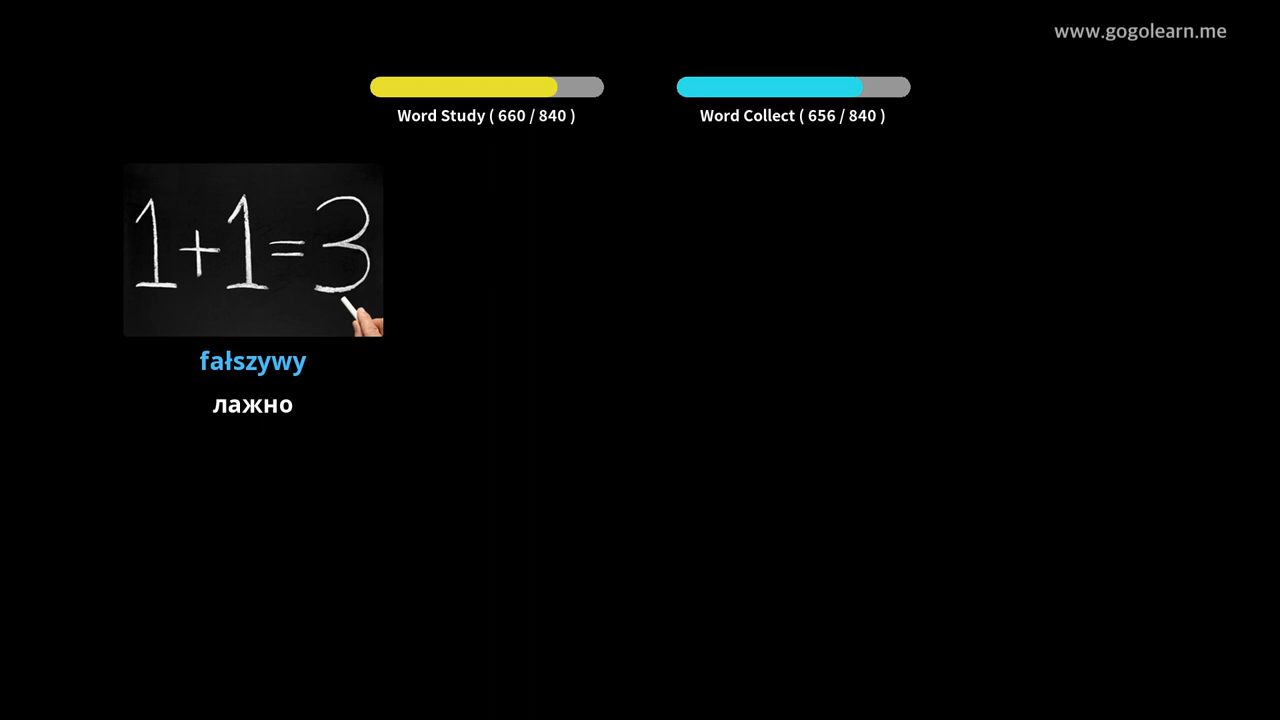 www.gogolearn.me
Word Study ( 660 / 840 )
Word Collect ( 656 / 840 )
1+1=3
fałszywy
лажно